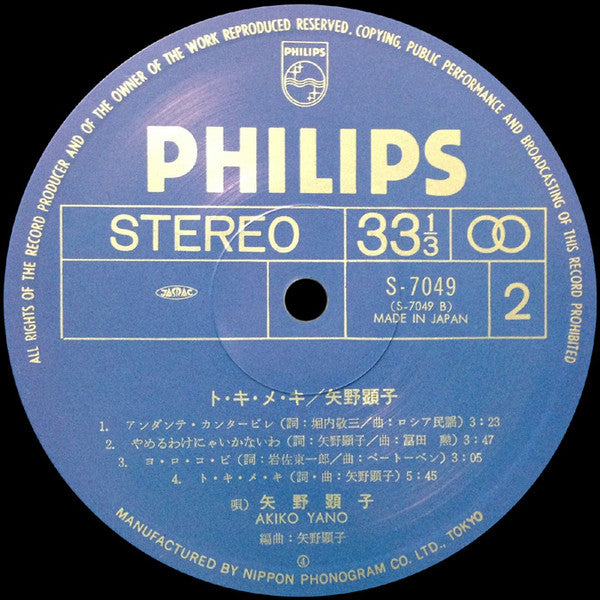 ALL RIGHTS OF THE RECORD PRODUCER AND OF THE OWNER OF THE WORK REPRODUCED RESERVED. COPYING, PUBLIC PERFORMANCE AND BROADCASTING OF THIS RECORD PROHIBITED
PHILIPS
PHILIPS
STEREO
33 1/3
JASRAC
S-7049
(S-7049 B)
MADE IN JAPAN
2
ト・キ・メ・キ/矢野顕子
1. アンダンテ・カンタービレ (詞:堀内敬三/曲:ロシア民謡) 3:23
2. やめるわけにゃいかないわ (詞:矢野顕子/曲:冨田 勲) 3:47
3. ヨ・ロ・コ・ビ (詞:岩佐東一郎/曲:ベートーベン) 3:05
4. ト・キ・メ・キ (詞・曲:矢野顕子) 5:45
唄) 矢野顕子
AKIKO YANO
編曲:矢野顕子
④
MANUFACTURED BY NIPPON PHONOGRAM CO. LTD., TOKYO